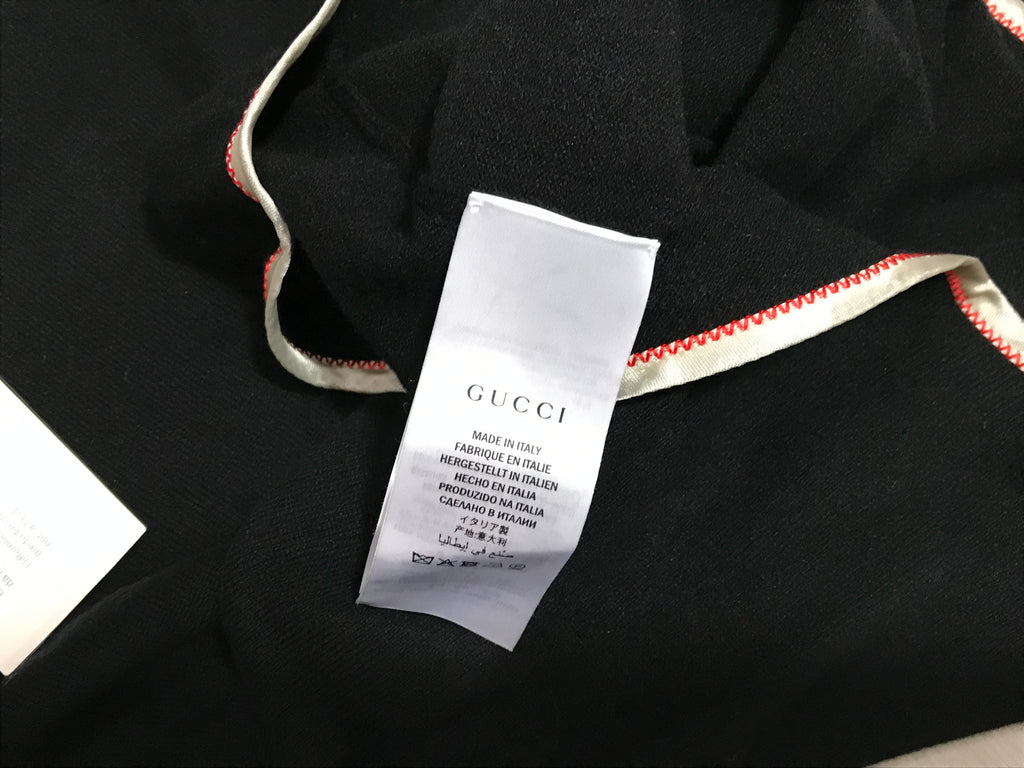 GUCCI
MADE IN ITALY
FABRIQUE EN ITALIE
HERGESTELLT IN ITALIEN
HECHO EN ITALIA
PRODUZIDO NA ITALIA
СДЕЛАНО В ИТАЛИИ
イタリア製
产地:意大利
صنع في إيطاليا